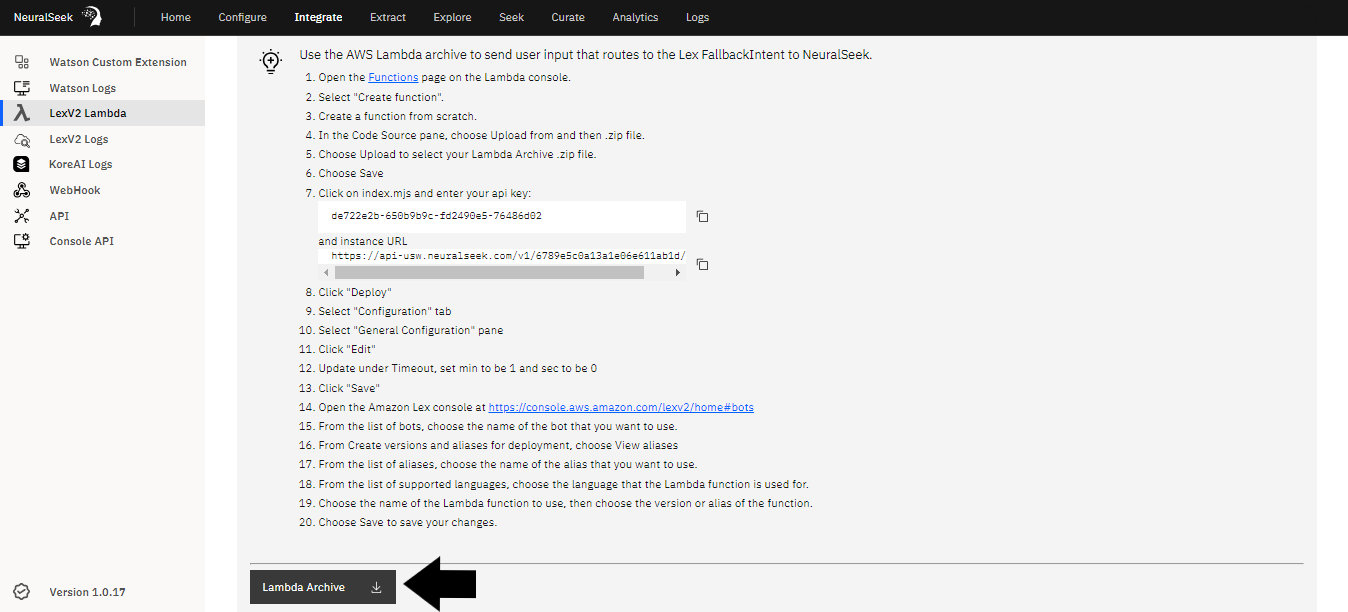 NeuralSeek
Home Configure Integrate Extract Explore Seek Curate Analytics Logs
Watson Custom Extension
Watson Logs
LexV2 Lambda
LexV2 Logs
KoreAI Logs
WebHook
API
Console API
Version 1.0.17
Use the AWS Lambda archive to send user input that routes to the Lex FallbackIntent to NeuralSeek.
1. Open the Functions page on the Lambda console.
2. Select "Create function".
3. Create a function from scratch.
4. In the Code Source pane, choose Upload from and then .zip file.
5. Choose Upload to select your Lambda Archive .zip file.
6. Choose Save
7. Click on index.mjs and enter your api key:
de722e2b-650b9b9c-fd2490e5-76486d02
and instance URL
https://api-usw.neuralseek.com/v1/6789e5c0a13a1e06e611ab1d/
8. Click "Deploy"
9. Select "Configuration" tab
10. Select "General Configuration" pane
11. Click "Edit"
12. Update under Timeout, set min to be 1 and sec to be 0
13. Click "Save"
14. Open the Amazon Lex console at https://console.aws.amazon.com/lexv2/home#bots
15. From the list of bots, choose the name of the bot that you want to use.
16. From Create versions and aliases for deployment, choose View aliases
17. From the list of aliases, choose the name of the alias that you want to use.
18. From the list of supported languages, choose the language that the Lambda function is used for.
19. Choose the name of the Lambda function to use, then choose the version or alias of the function.
20. Choose Save to save your changes.
Lambda Archive